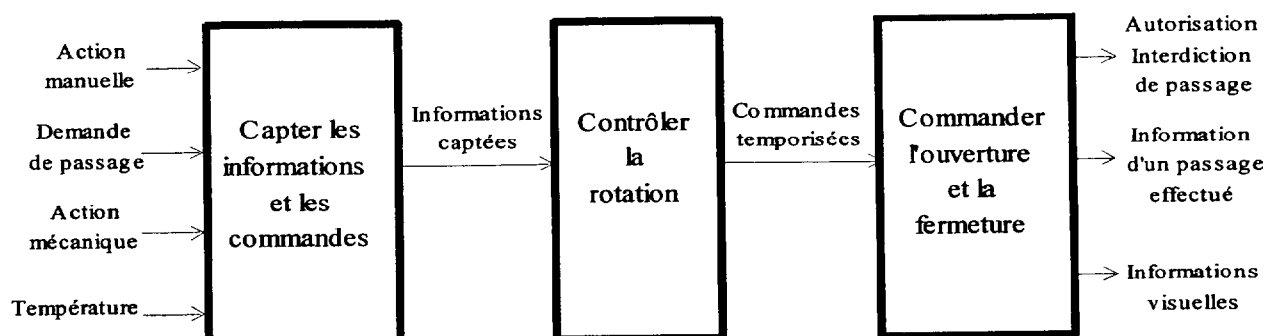 Action
manuelle
Demande
de passage
Action
mécanique
Température
Capter les
informations
et les
commandes
Informations
captées
Contrôler
la
rotation
Commandes
temporisées
Commander
l'ouverture
et la
fermeture
Autorisation
Interdiction
de passage
Information
d'un passage
effectué
Informations
visuelles